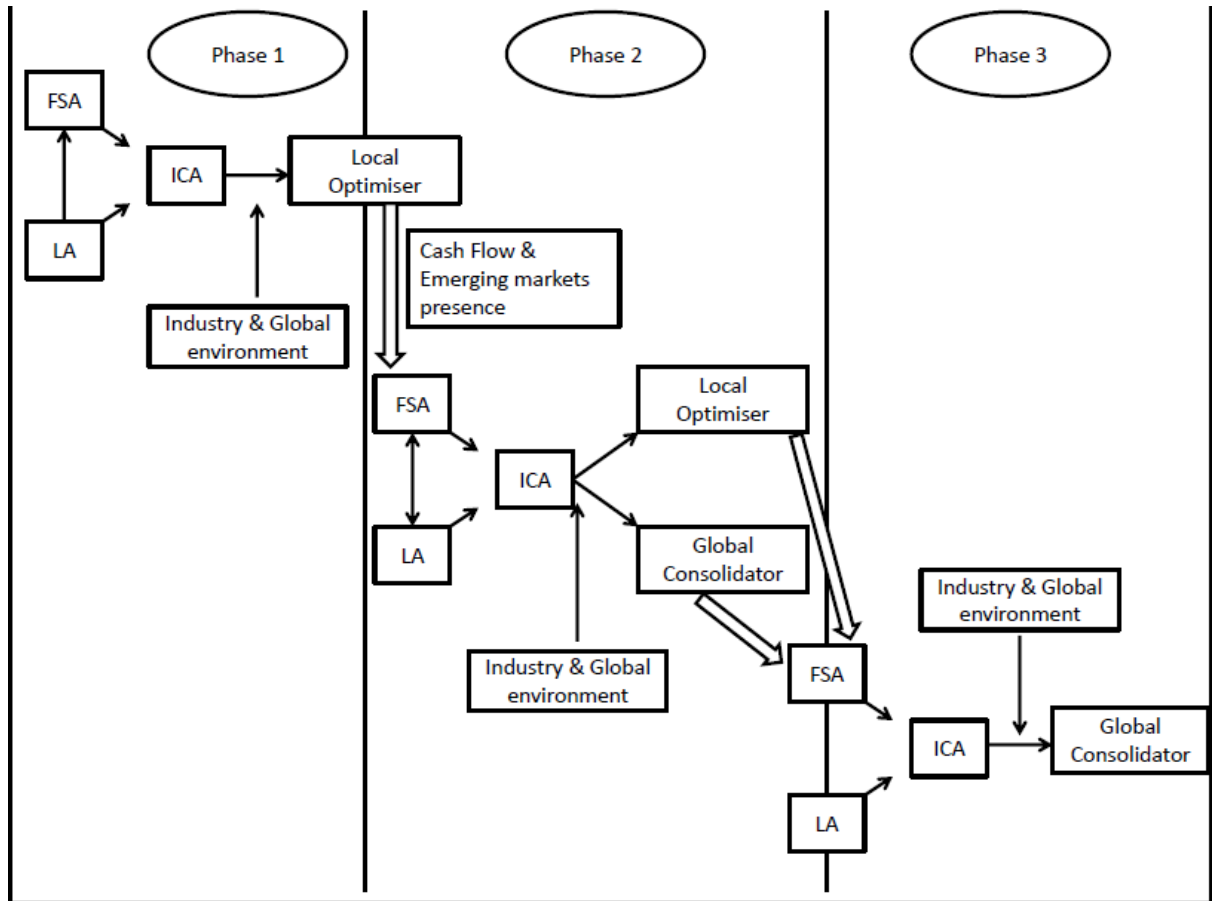 Phase 1
Phase 2
Phase 3
FSA
ICA
LA
Local
Optimiser
Industry & Global
environment
Cash Flow &
Emerging markets
presence
FSA
ICA
LA
Local
Optimiser
Global
Consolidator
Industry & Global
environment
FSA
LA
ICA
Industry & Global
environment
Global
Consolidator